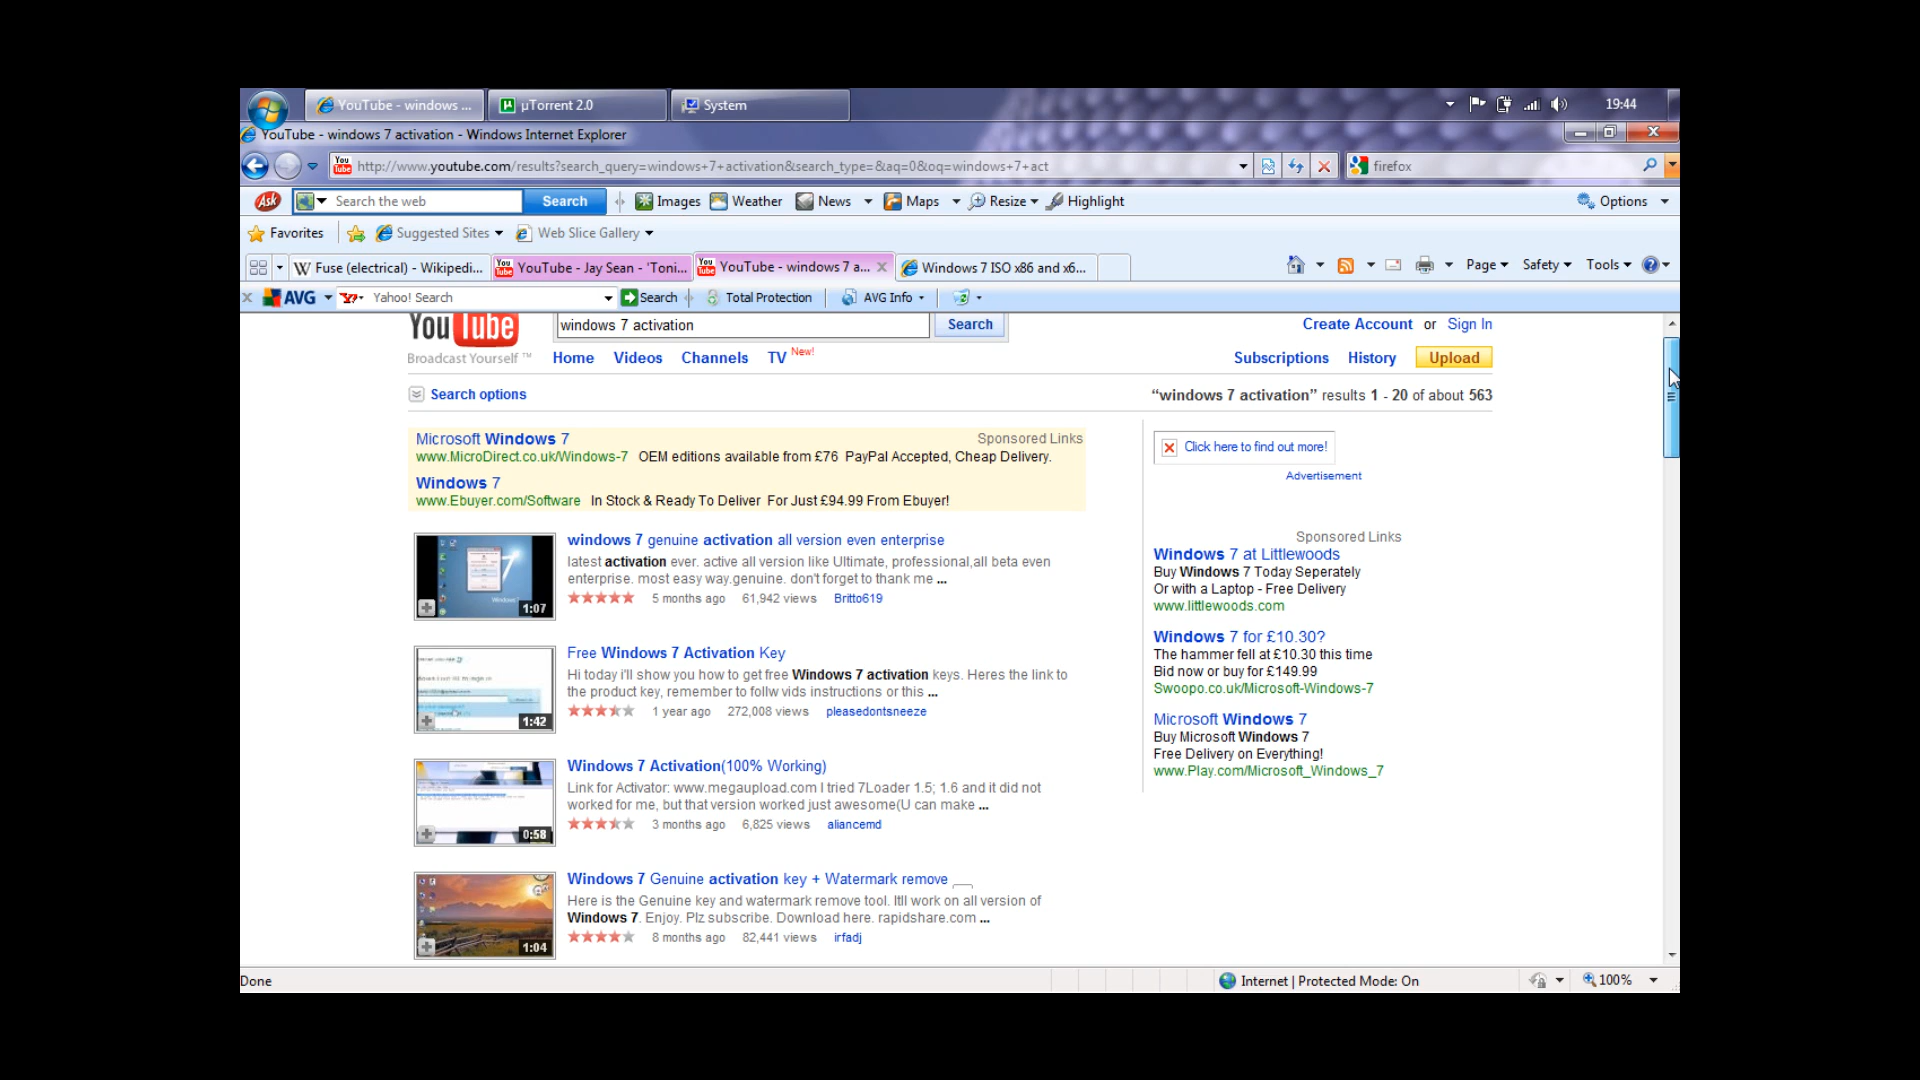 YouTube - windows ...
µTorrent 2.0
System
19:44
YouTube - windows 7 activation - Windows Internet Explorer
http://www.youtube.com/results?search_query=windows+7+activation&search_type=&aq=0&oq=windows+7+act
firefox
Ask
Search the web
Search
Images
Weather
News
Maps
Resize
Highlight
Options
Favorites
Suggested Sites
Web Slice Gallery
Fuse (electrical) - Wikipedi...
YouTube - Jay Sean - 'Toni...
YouTube - windows 7 a...
Windows 7 ISO x86 and x6...
Page
Safety
Tools
AVG
Yahoo! Search
Search
Total Protection
AVG Info
YouTube
windows 7 activation
Search
Create Account or Sign In
Broadcast Yourself ™
Home
Videos
Channels
TV New!
Subscriptions
History
Upload
Search options
“windows 7 activation” results 1 - 20 of about 563
Microsoft Windows 7
Sponsored Links
www.MicroDirect.co.uk/Windows-7 OEM editions available from £76 PayPal Accepted, Cheap Delivery.
Windows 7
www.Ebuyer.com/Software In Stock & Ready To Deliver For Just £94.99 From Ebuyer!
windows 7 genuine activation all version even enterprise
latest activation ever. active all version like Ultimate, professional,all beta even
enterprise. most easy way.genuine. don't forget to thank me ...
5 months ago 61,942 views Britto619
1:07
Free Windows 7 Activation Key
Hi today i'll show you how to get free Windows 7 activation keys. Heres the link to
the product key, remember to follw vids instructions or this ...
1 year ago 272,008 views pleasedontsneeze
1:42
Windows 7 Activation(100% Working)
Link for Activator: www.megaupload.com I tried 7Loader 1.5; 1.6 and it did not
worked for me, but that version worked just awesome(U can make ...
3 months ago 6,825 views aliancemd
0:58
Windows 7 Genuine activation key + Watermark remove
Here is the Genuine key and watermark remove tool. Itll work on all version of
Windows 7. Enjoy. Plz subscribe. Download here. rapidshare.com ...
8 months ago 82,441 views irfadj
1:04
Click here to find out more!
Advertisement
Sponsored Links
Windows 7 at Littlewoods
Buy Windows 7 Today Seperately
Or with a Laptop - Free Delivery
www.littlewoods.com
Windows 7 for £10.30?
The hammer fell at £10.30 this time
Bid now or buy for £149.99
Swoopo.co.uk/Microsoft-Windows-7
Microsoft Windows 7
Buy Microsoft Windows 7
Free Delivery on Everything!
www.Play.com/Microsoft_Windows_7
Done
Internet | Protected Mode: On
100%